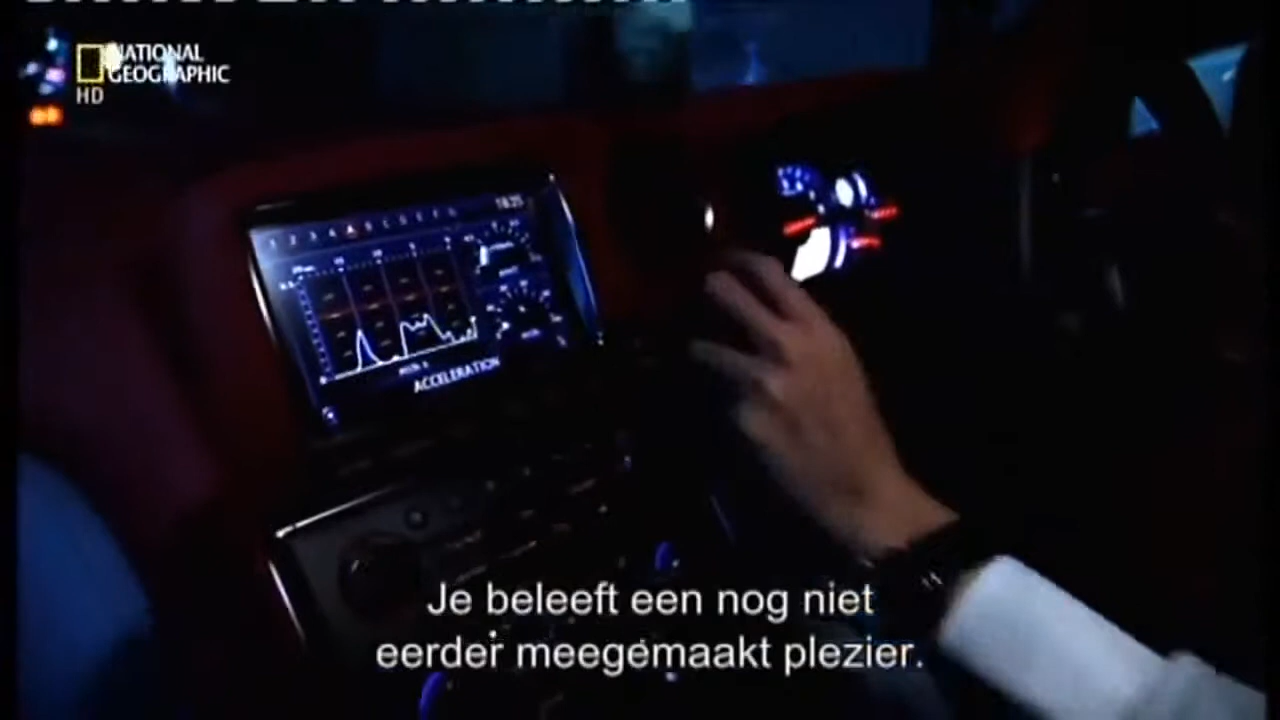 NATIONAL
GEOGRAPHIC
HD
ACCELERATION
Je beleeft een nog niet
eerder meegemaakt plezier.